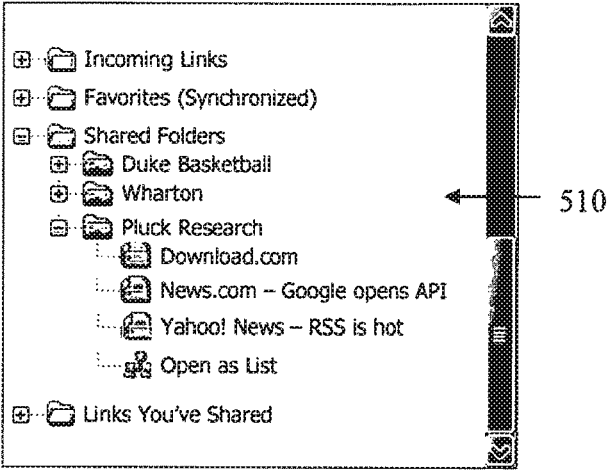 Incoming Links
Favorites (Synchronized)
Shared Folders
Duke Basketball
Wharton
510
Pluck Research
Download.com
News.com – Google opens API
Yahoo! News – RSS is hot
Open as List
Links You've Shared